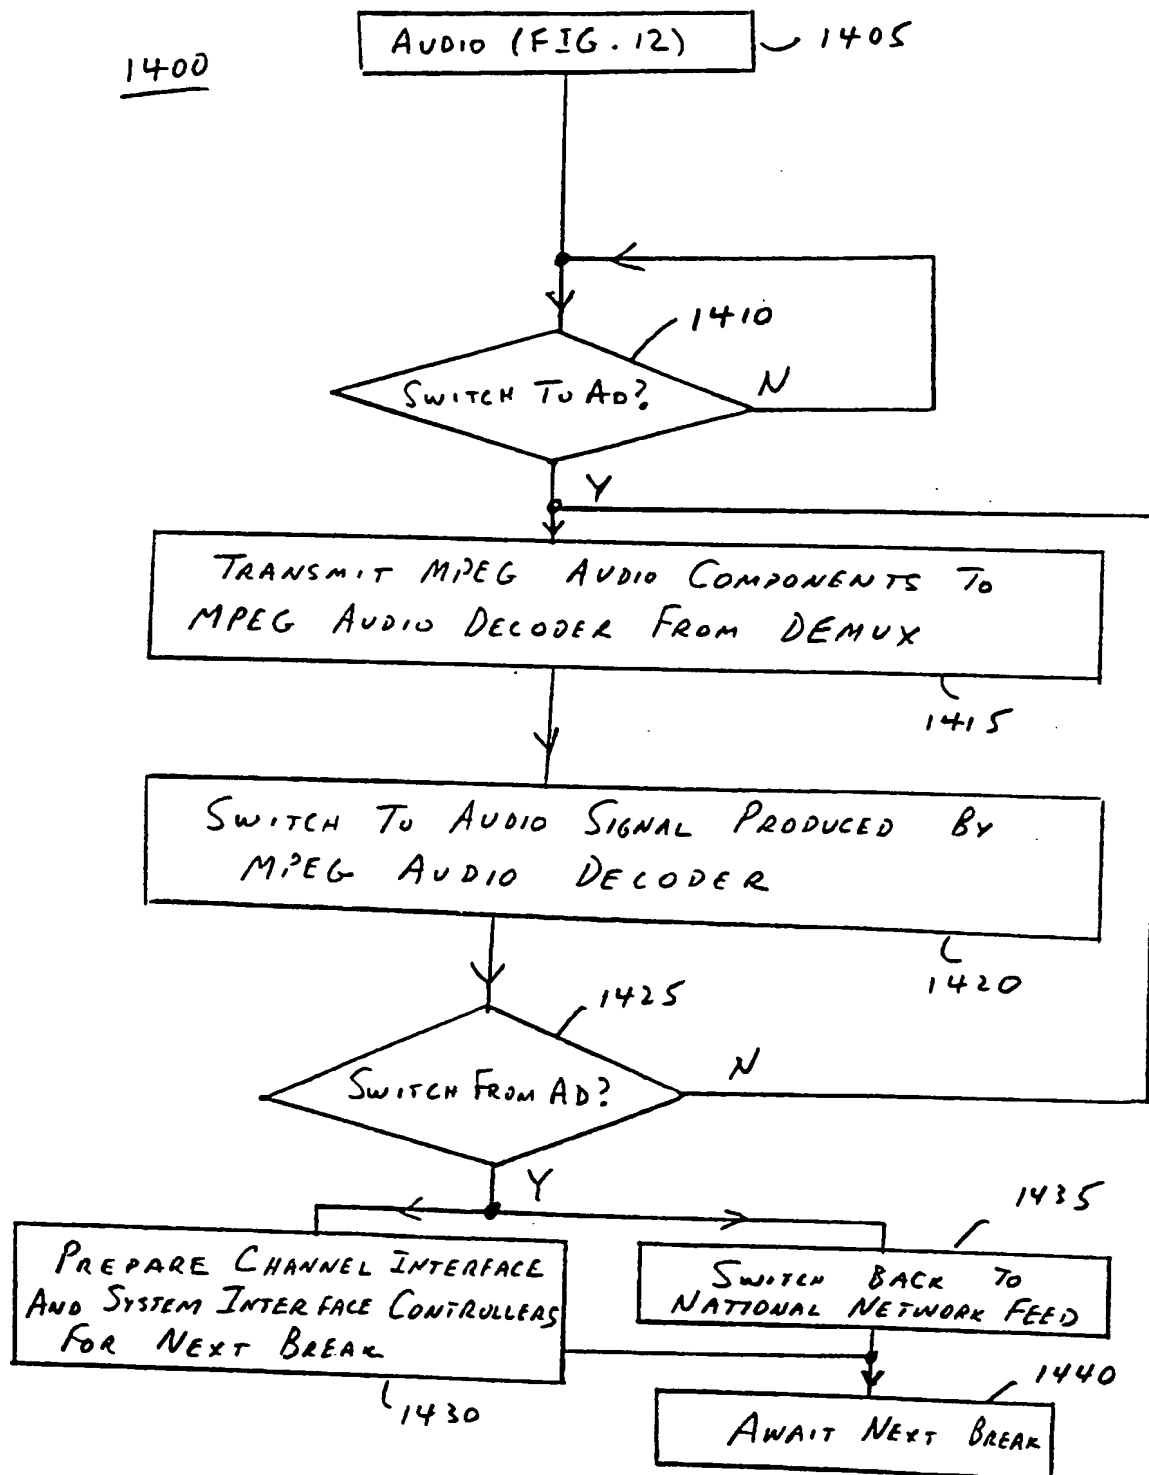 AUDIO (FIG. 12)
1405
1400
1410
SWITCH TO AD?
N
Y
TRANSMIT MPEG AUDIO COMPONENTS TO
MPEG AUDIO DECODER FROM DEMUX
1415
SWITCH TO AUDIO SIGNAL PRODUCED BY
MPEG AUDIO DECODER
1420
1425
SWITCH FROM AD?
N
Y
1435
PREPARE CHANNEL INTERFACE
AND SYSTEM INTERFACE CONTROLLERS
FOR NEXT BREAK
1430
SWITCH BACK TO
NATIONAL NETWORK FEED
1440
AWAIT NEXT BREAK